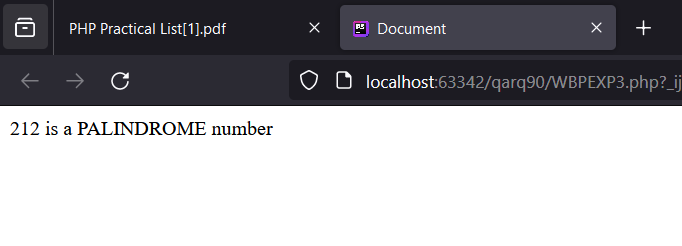 PHP Practical List[1].pdf
Document
localhost:63342/qarq90/WBPEXP3.php?_ij
212 is a PALINDROME number